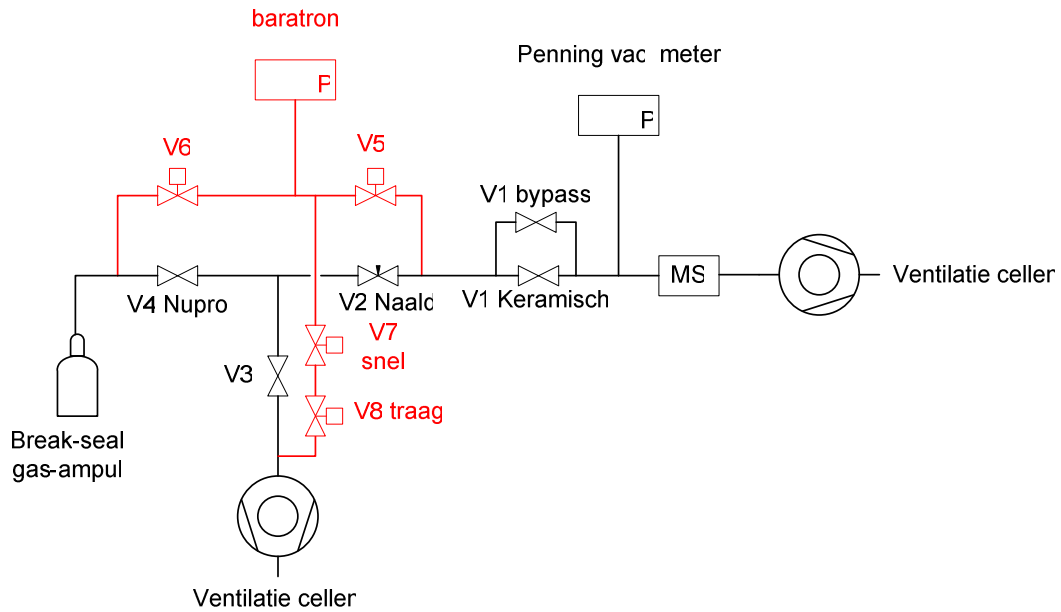 baratron
P
Penning vac meter
P
V6
V5
V1 bypass
MS
Ventilatie cellen
V4 Nupro
V2 Naald
V1 Keramisch
V7
snel
V3
V8 traag
Break-seal
gas-ampul
Ventilatie cellen